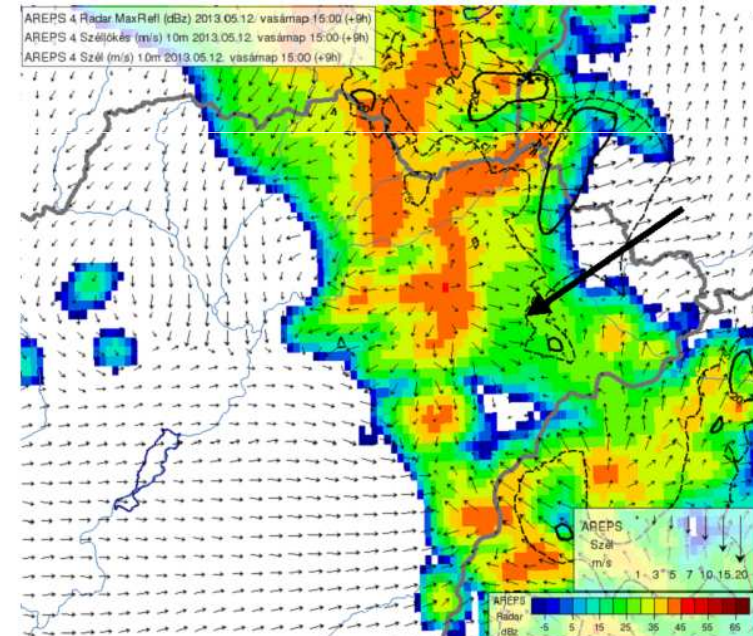 AREPS 4 Radar MaxRefl (dBz) 2013.05.12. vasárnap 15:00 (+9h)
AREPS 4 Széllökés (m/s) 10m 2013.05.12. vasárnap 15:00 (+9h)
AREPS 4 Szél (m/s) 10m 2013.05.12. vasárnap 15:00 (+9h)
AREPS
Szél
m/s
1 3 5 7 10 15 20
AREPS
Radar
dBz
-5 5 15 25 35 45 55 65